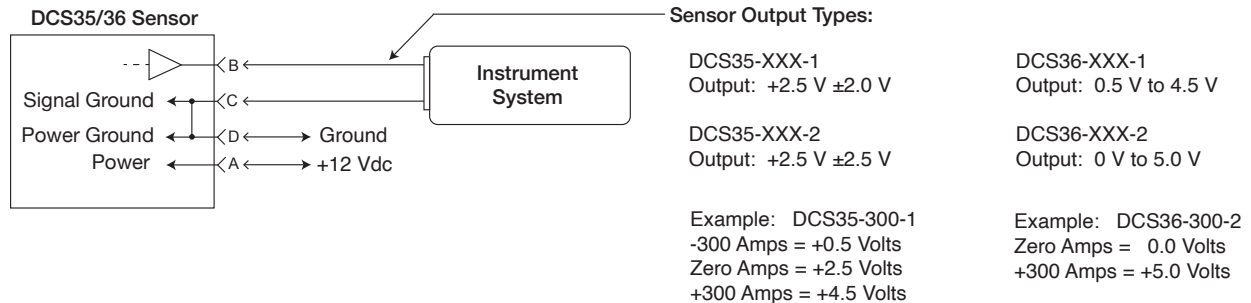 DCS35/36 Sensor
B
C
D
A
Signal Ground
Power Ground
Power
Ground
+12 Vdc
Instrument
System
Sensor Output Types:
DCS35-XXX-1
Output: +2.5 V ±2.0 V
DCS35-XXX-2
Output: +2.5 V ±2.5 V
Example: DCS35-300-1
-300 Amps = +0.5 Volts
Zero Amps = +2.5 Volts
+300 Amps = +4.5 Volts
DCS36-XXX-1
Output: 0.5 V to 4.5 V
DCS36-XXX-2
Output: 0 V to 5.0 V
Example: DCS36-300-2
Zero Amps = 0.0 Volts
+300 Amps = +5.0 Volts